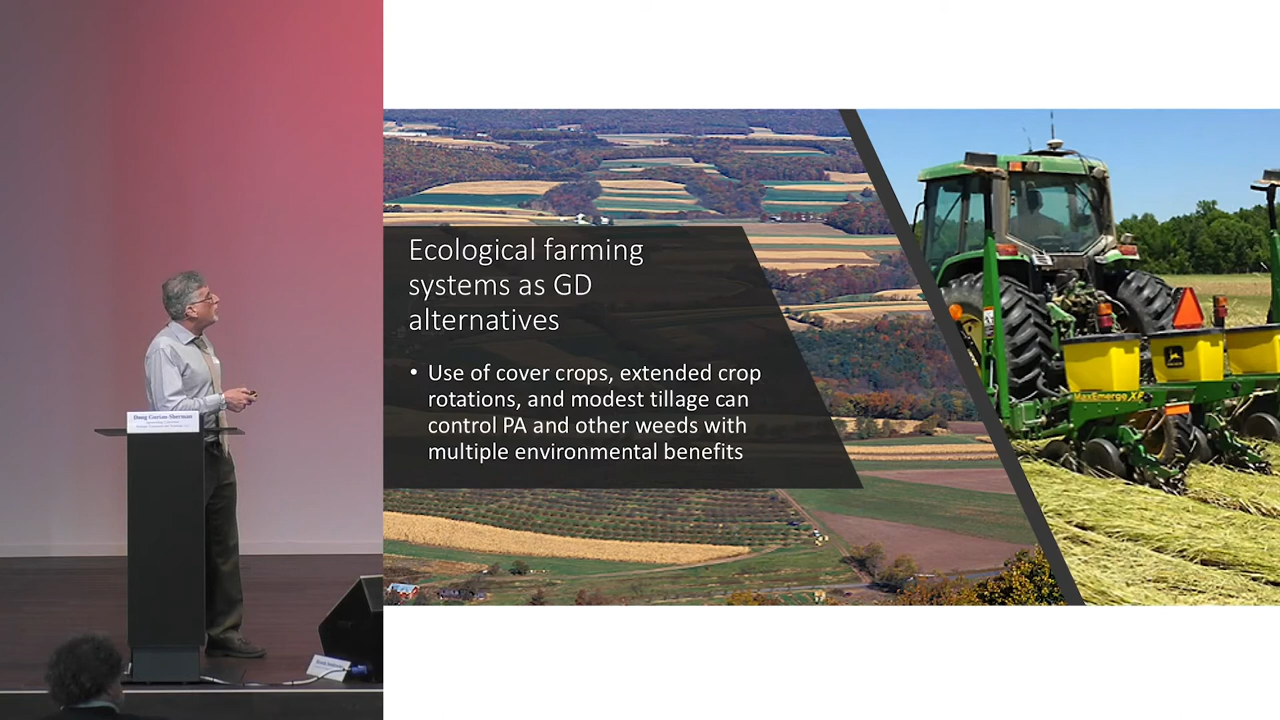 Ecological farming
systems as GD
alternatives
• Use of cover crops, extended crop
rotations, and modest tillage can
control PA and other weeds with
multiple environmental benefits
MaxEmerge XP
Doug Gurian-Sherman